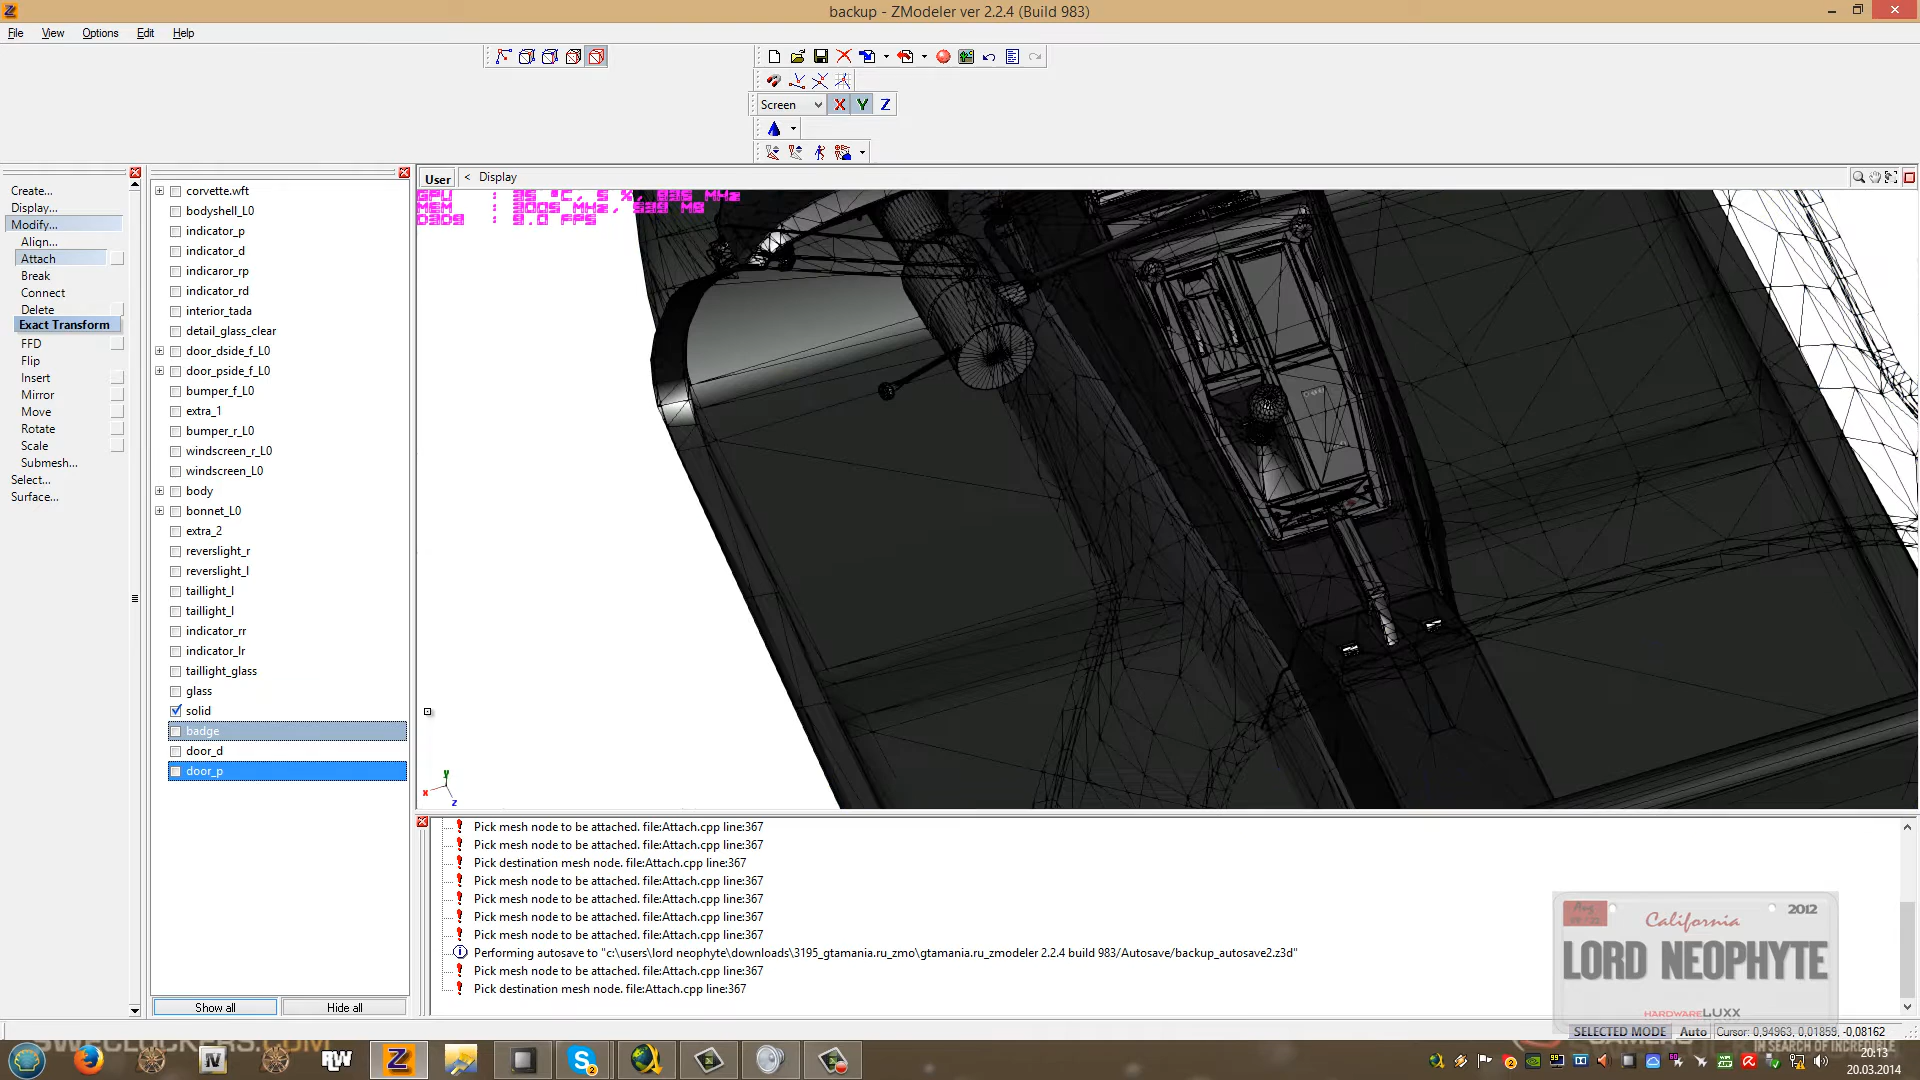 backup - ZModeler ver 2.2.4 (Build 983)
File View Options Edit Help
Screen X Y Z
User < Display
Create...
Display...
Modify...
Align...
Attach
Break
Connect
Delete
Exact Transform
FFD
Flip
Insert
Mirror
Move
Rotate
Scale
Submesh...
Select...
Surface...
corvette.wft
bodyshell_L0
indicator_p
indicator_d
indicaror_rp
indicator_rd
interior_tada
detail_glass_clear
door_dside_f_L0
door_pside_f_L0
bumper_f_L0
extra_1
bumper_r_L0
windscreen_r_L0
windscreen_L0
body
bonnet_L0
extra_2
reverslight_r
reverslight_l
taillight_l
taillight_l
indicator_rr
indicator_lr
taillight_glass
glass
solid
badge
door_d
door_p
Show all Hide all
y
x
z
Pick mesh node to be attached. file:Attach.cpp line:367
Pick mesh node to be attached. file:Attach.cpp line:367
Pick destination mesh node. file:Attach.cpp line:367
Pick mesh node to be attached. file:Attach.cpp line:367
Pick mesh node to be attached. file:Attach.cpp line:367
Pick mesh node to be attached. file:Attach.cpp line:367
Pick mesh node to be attached. file:Attach.cpp line:367
Performing autosave to "c:\users\lord neophyte\downloads\3195_gtamania.ru_zmo\gtamania.ru_zmodeler 2.2.4 build 983/Autosave/backup_autosave2.z3d"
Pick mesh node to be attached. file:Attach.cpp line:367
Pick destination mesh node. file:Attach.cpp line:367
California 2012
LORD NEOPHYTE
HARDWARELUXX
SELECTED MODE Auto Cursor: 0,94963, 0,01859, -0,08162
IN SEARCH OF INCREDIBLE
SWECLOCKERS.COM
IV RW Z
20:13
20.03.2014